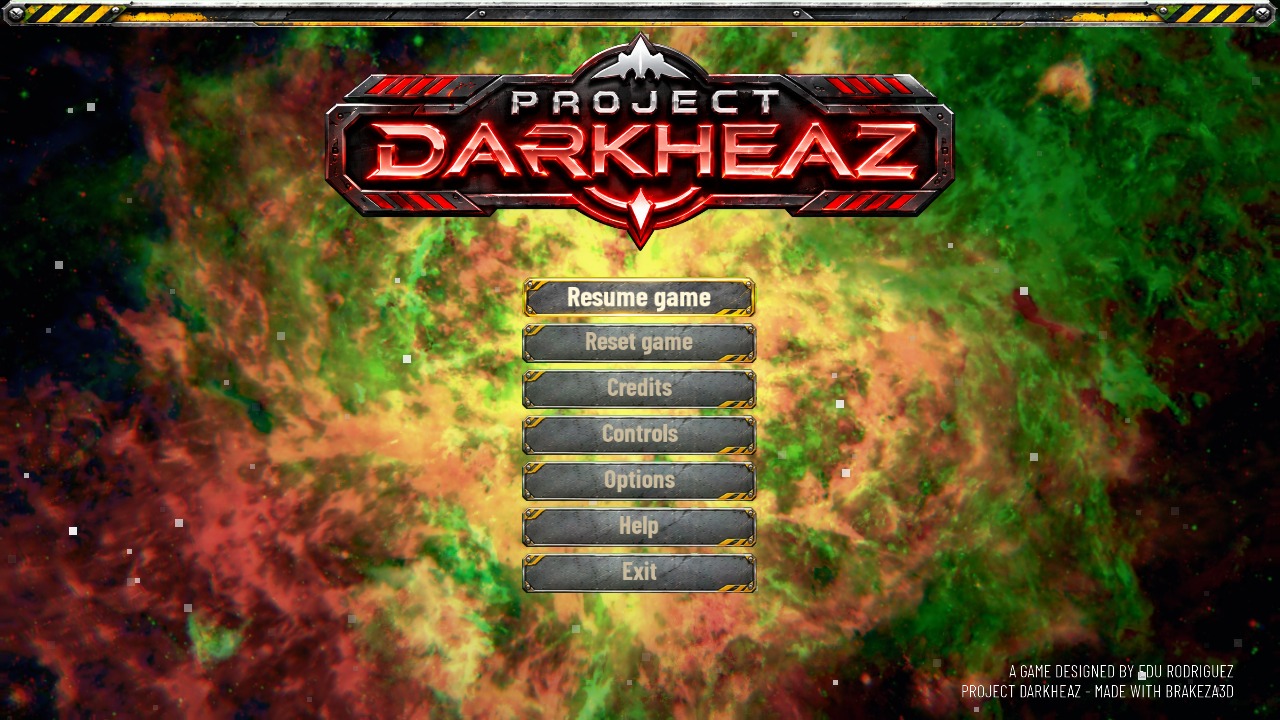 PROJECT
DARKHEAZ
Resume game
Reset game
Credits
Controls
Options
Help
Exit
A GAME DESIGNED BY EDU RODRIGUEZ
PROJECT DARKHEAZ - MADE WITH BRAKEZA3D